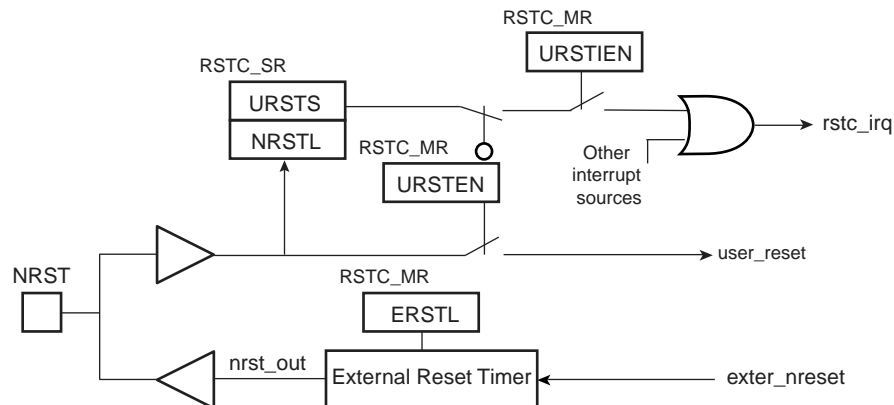 RSTC_MR
URSTIEN
RSTC_SR
URSTS
NRSTL
rstc_irq
RSTC_MR
Other
interrupt
sources
URSTEN
NRST
user_reset
RSTC_MR
ERSTL
nrst_out
External Reset Timer
exter_nreset